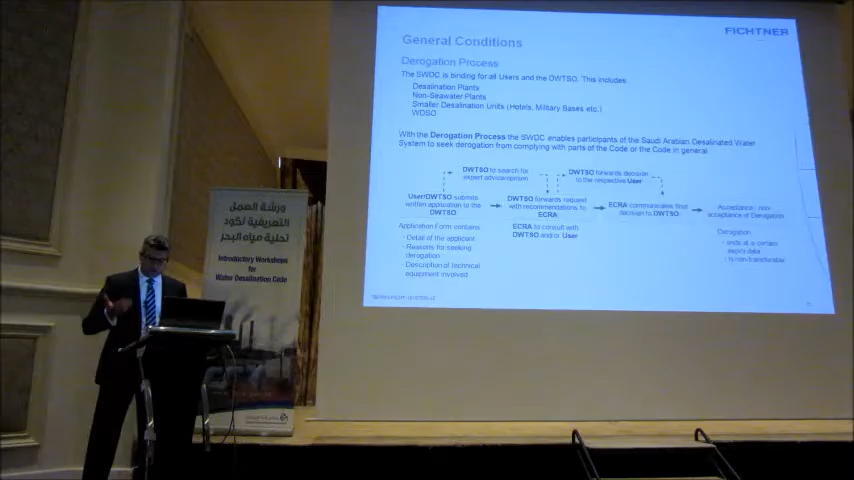 FICHTNER
General Conditions
Derogation Process
The SWDC is binding for all Users and the DWTSO. This includes:
Desalination Plants
Non-Seawater Plants
Smaller Desalination Units (Hotels, Military Bases etc.)
WDSO
With the Derogation Process the SWDC enables participants of the Saudi Arabian Desalinated Water
System to seek derogation from complying with parts of the Code or the Code in general
DWTSO to search for
expert advice/opinion
DWTSO forwards decision
to the respective User
User/DWTSO submits
written application to the
DWTSO
DWTSO forwards request
with recommendations to
ECRA
ECRA communicates final
decision to DWTSO
Acceptance / non-
acceptance of Derogation
Application Form contains
- Detail of the applicant
- Reasons for seeking
derogation
- Description of technical
equipment involved
ECRA to consult with
DWTSO and/or User
Derogation
- ends at a certain
expiry date
- is non-transferable
ورشة العمل
التعريفية لكود
تحلية مياه البحر
Introductory Workshops
for
Water Desalination Code